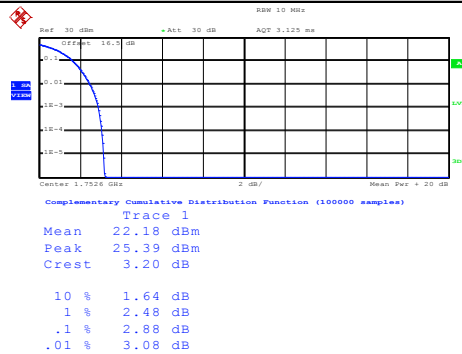 RBW 10 MHz
Ref 30 dBm Att 30 dB AQT 3.125 ms
Offset 16.5 dB
0.1
A
0.01
1 SA
VIEW
1E-3
LV
1E-4
1E-5
3D
Center 1.7526 GHz 2 dB/ Mean Pwr + 20 dB
Complementary Cumulative Distribution Function (100000 samples)
Trace 1
Mean 22.18 dBm
Peak 25.39 dBm
Crest 3.20 dB
10 % 1.64 dB
1 % 2.48 dB
.1 % 2.88 dB
.01 % 3.08 dB